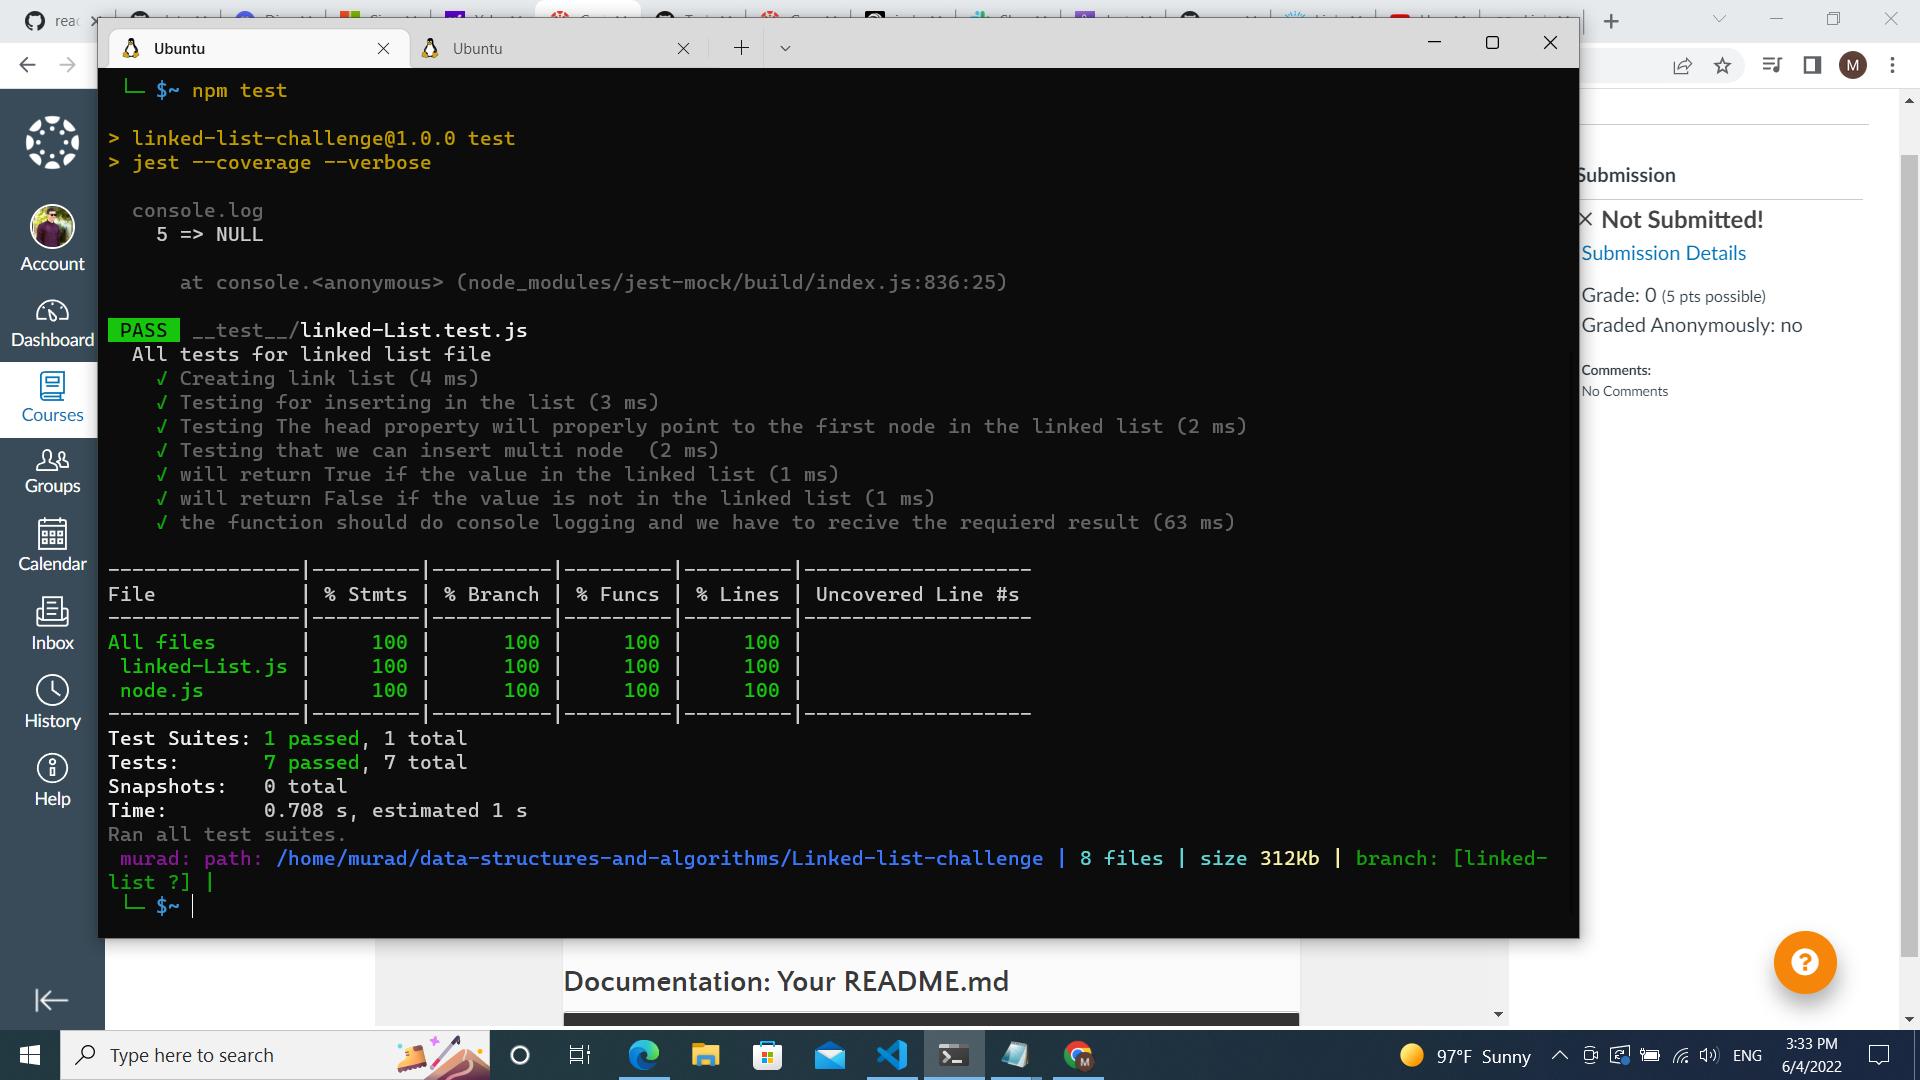 Ubuntu
Ubuntu
M
└─ $~ npm test
> linked-list-challenge@1.0.0 test
> jest --coverage --verbose
console.log
5 => NULL
at console.<anonymous> (node_modules/jest-mock/build/index.js:836:25)
PASS __test__/linked-List.test.js
All tests for linked list file
√ Creating link list (4 ms)
√ Testing for inserting in the list (3 ms)
√ Testing The head property will properly point to the first node in the linked list (2 ms)
√ Testing that we can insert multi node  (2 ms)
√ will return True if the value in the linked list (1 ms)
√ will return False if the value is not in the linked list (1 ms)
√ the function should do console logging and we have to recive the requierd result (63 ms)
----------------|---------|----------|---------|---------|-------------------
File            | % Stmts | % Branch | % Funcs | % Lines | Uncovered Line #s
----------------|---------|----------|---------|---------|-------------------
All files       |     100 |      100 |     100 |     100 |
 linked-List.js |     100 |      100 |     100 |     100 |
 node.js        |     100 |      100 |     100 |     100 |
----------------|---------|----------|---------|---------|-------------------
Test Suites: 1 passed, 1 total
Tests:       7 passed, 7 total
Snapshots:   0 total
Time:        0.708 s, estimated 1 s
Ran all test suites.
murad: path: /home/murad/data-structures-and-algorithms/Linked-list-challenge | 8 files | size 312Kb | branch: [linked-
list ?] |
└─ $~
Account
Dashboard
Courses
Groups
Calendar
Inbox
History
Help
Submission
Not Submitted!
Submission Details
Grade: 0 (5 pts possible)
Graded Anonymously: no
Comments:
No Comments
Documentation: Your README.md
Type here to search
97°F Sunny
ENG
3:33 PM
6/4/2022